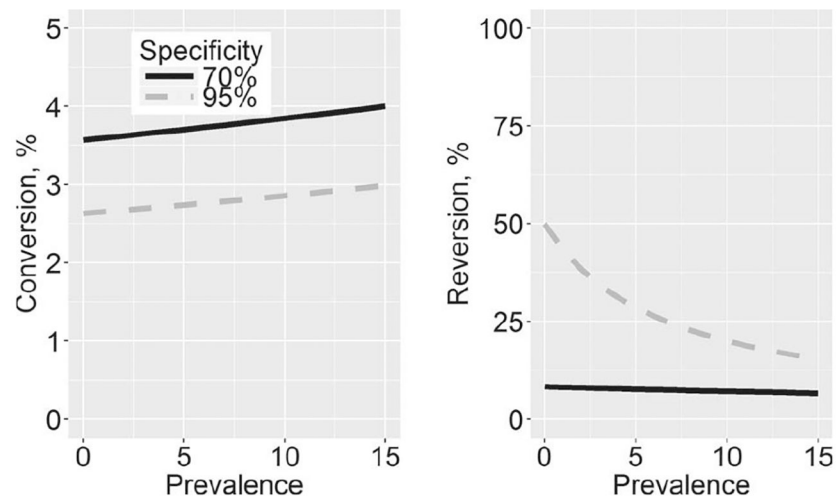 Specificity
70%
95%
Conversion, %
5
4
3
2
1
0
0 5 10 15
Prevalence
Reversion, %
100
75
50
25
0
0 5 10 15
Prevalence